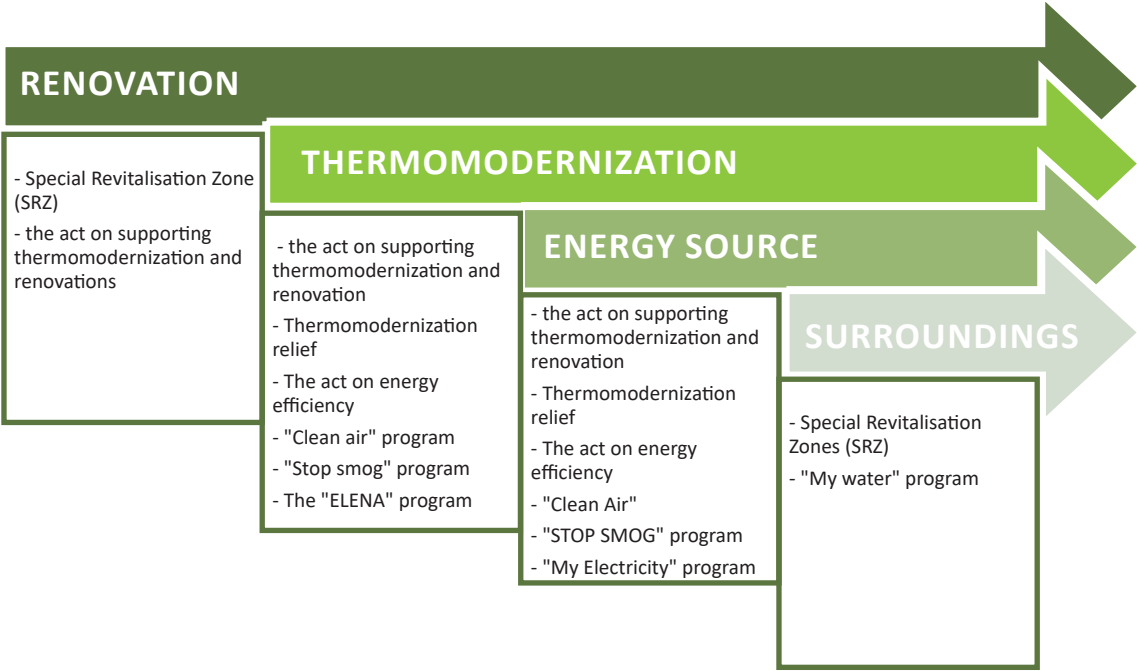 RENOVATION
- Special Revitalisation Zone
(SRZ)
- the act on supporting
thermomodernization and
renovations
THERMOMODERNIZATION
- the act on supporting
thermomodernization and
renovation
- Thermomodernization
relief
- The act on energy
efficiency
- "Clean air" program
- "Stop smog" program
- The "ELENA" program
ENERGY SOURCE
- the act on supporting
thermomodernization and
renovation
- Thermomodernization
relief
- The act on energy
efficiency
- "Clean Air"
- "STOP SMOG" program
- "My Electricity" program
SURROUNDINGS
- Special Revitalisation
Zones (SRZ)
- "My water" program